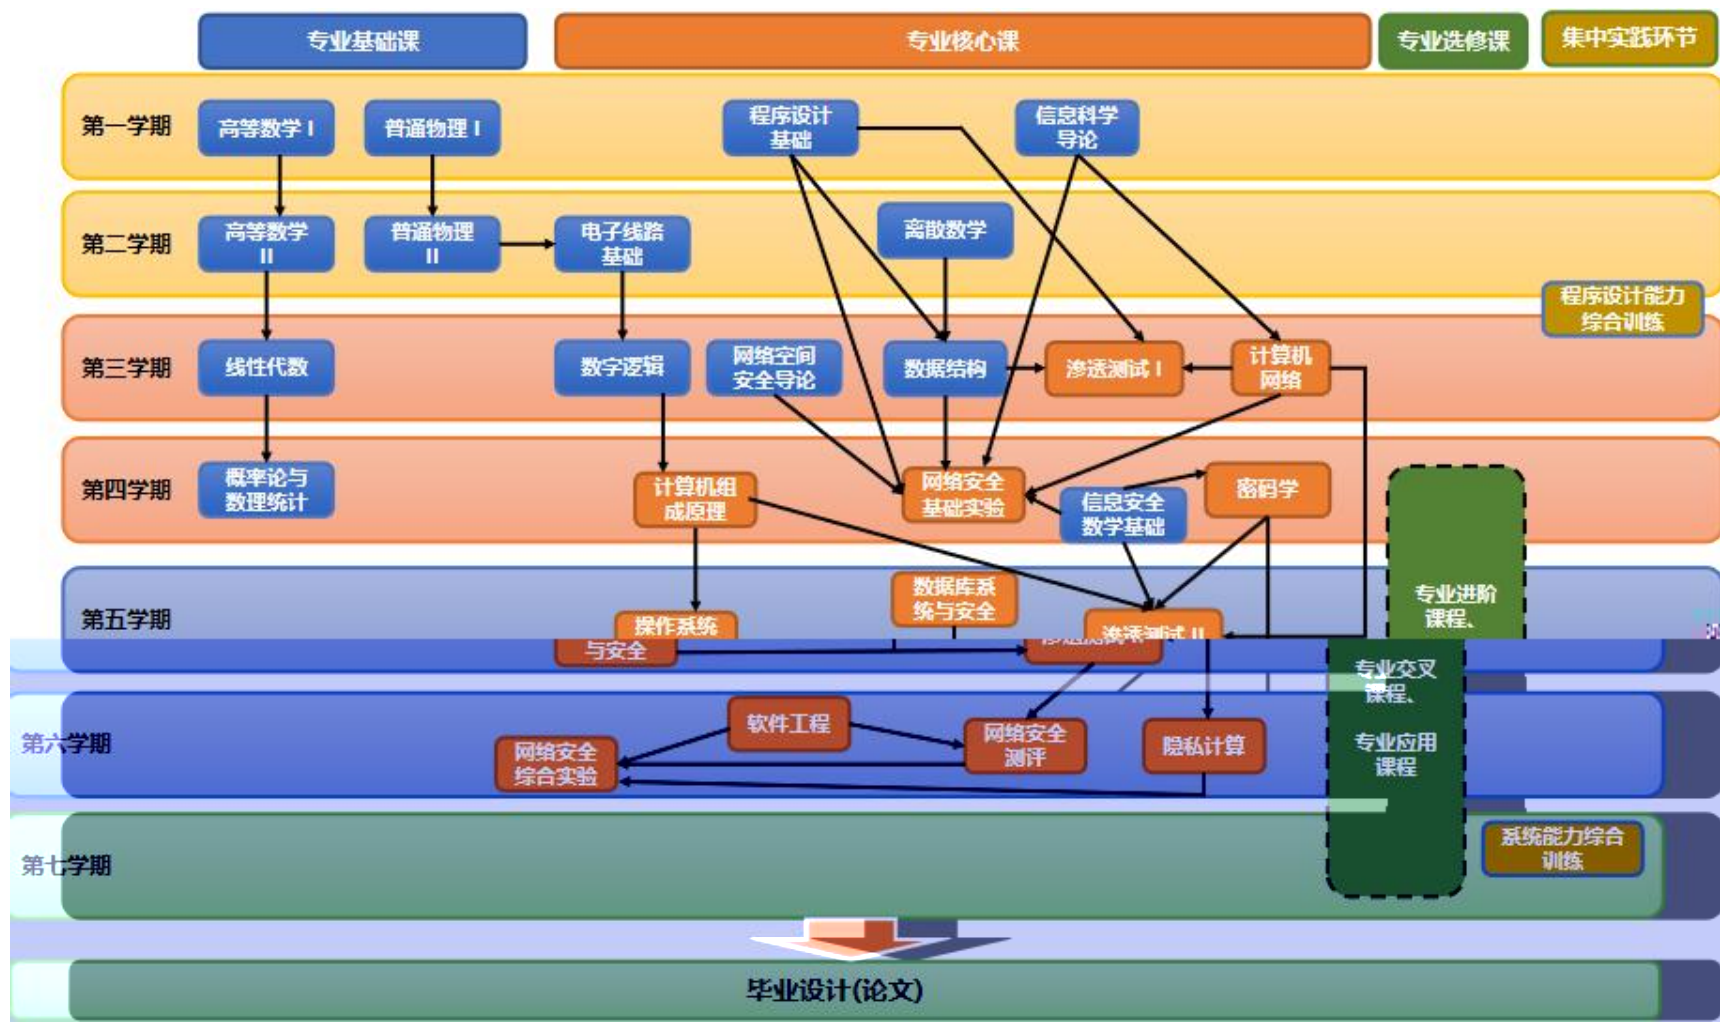 专业基础课
专业核心课
专业选修课
集中实践环节
第一学期
高等数学 I
普通物理 I
程序设计
基础
信息科学
导论
第二学期
高等数学
II
普通物理
II
电子线路
基础
离散数学
程序设计能力
综合训练
第三学期
线性代数
数字逻辑
网络空间
安全导论
数据结构
渗透测试 I
计算机
网络
第四学期
概率论与
数理统计
计算机组
成原理
网络安全
基础实验
信息安全
数学基础
密码学
第五学期
操作系统
与安全
数据库系
统与安全
渗透测试 II
专业进阶
课程、
专业交叉
课程、
专业应用
课程
第六学期
网络安全
综合实验
软件工程
网络安全
测评
隐私计算
第七学期
系统能力综合
训练
毕业设计(论文)